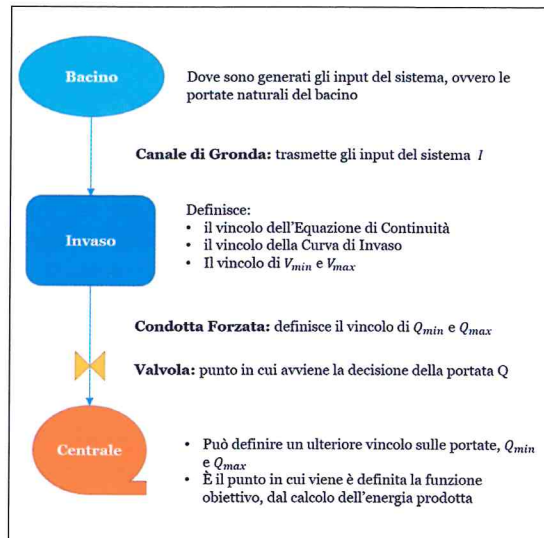 Bacino
Dove sono generati gli input del sistema, ovvero le
portate naturali del bacino
Canale di Gronda: trasmette gli input del sistema I
Invaso
Definisce:
• il vincolo dell'Equazione di Continuità
• il vincolo della Curva di Invaso
• Il vincolo di Vmin e Vmax
Condotta Forzata: definisce il vincolo di Qmin e Qmax
Valvola: punto in cui avviene la decisione della portata Q
Centrale
• Può definire un ulteriore vincolo sulle portate, Qmin
e Qmax
• È il punto in cui viene è definita la funzione
obiettivo, dal calcolo dell'energia prodotta